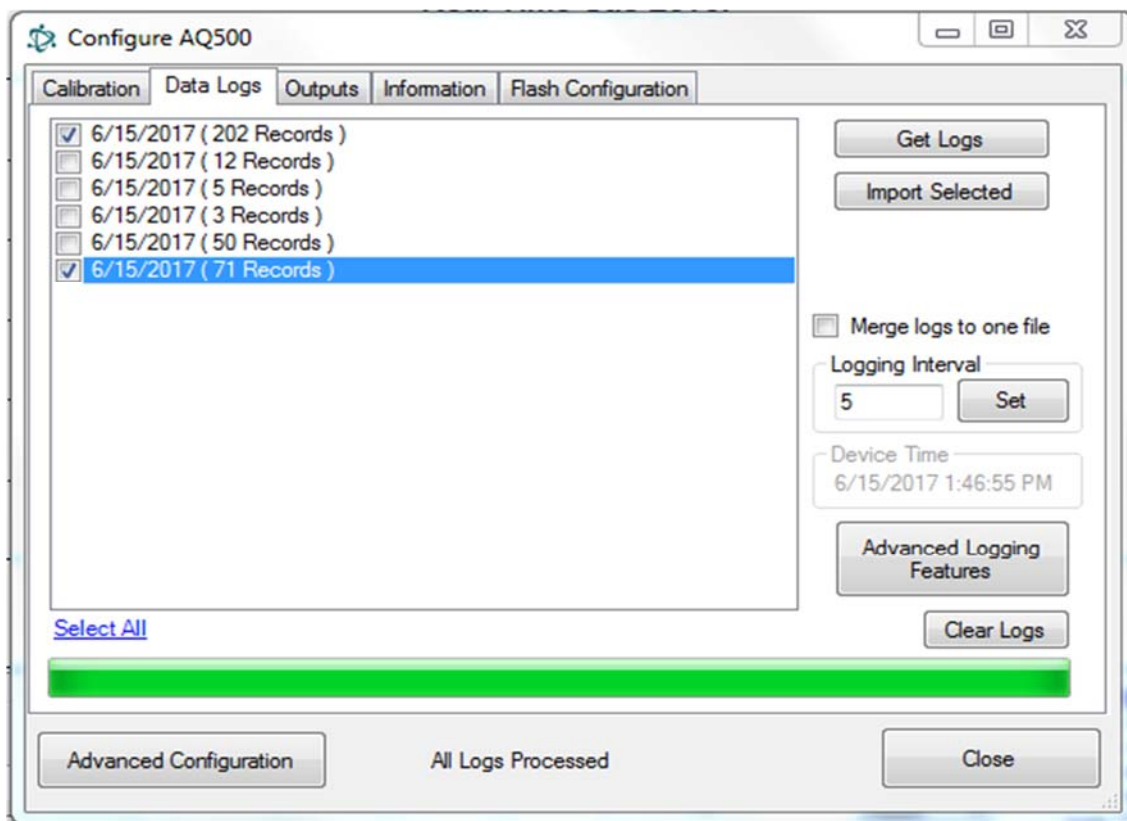 Configure AQ500
Calibration Data Logs Outputs Information Flash Configuration
6/15/2017 ( 202 Records )
6/15/2017 ( 12 Records )
6/15/2017 ( 5 Records )
6/15/2017 ( 3 Records )
6/15/2017 ( 50 Records )
6/15/2017 ( 71 Records )
Get Logs
Import Selected
Merge logs to one file
Logging Interval
5 Set
Device Time
6/15/2017 1:46:55 PM
Advanced Logging
Features
Select All
Clear Logs
Advanced Configuration All Logs Processed Close